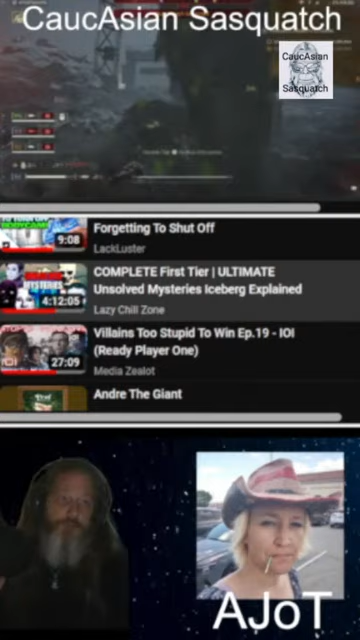 CaucAsian Sasquatch
CaucAsian
Sasquatch
Forgetting To Shut Off
9:08
LackLuster
COMPLETE First Tier | ULTIMATE
Unsolved Mysteries Iceberg Explained
MYSTERIES
4:12:05
Lazy Chill Zone
Villains Too Stupid To Win Ep.19 - IOI
(Ready Player One)
IOI
27:09
Media Zealot
Andre The Giant
AJoT